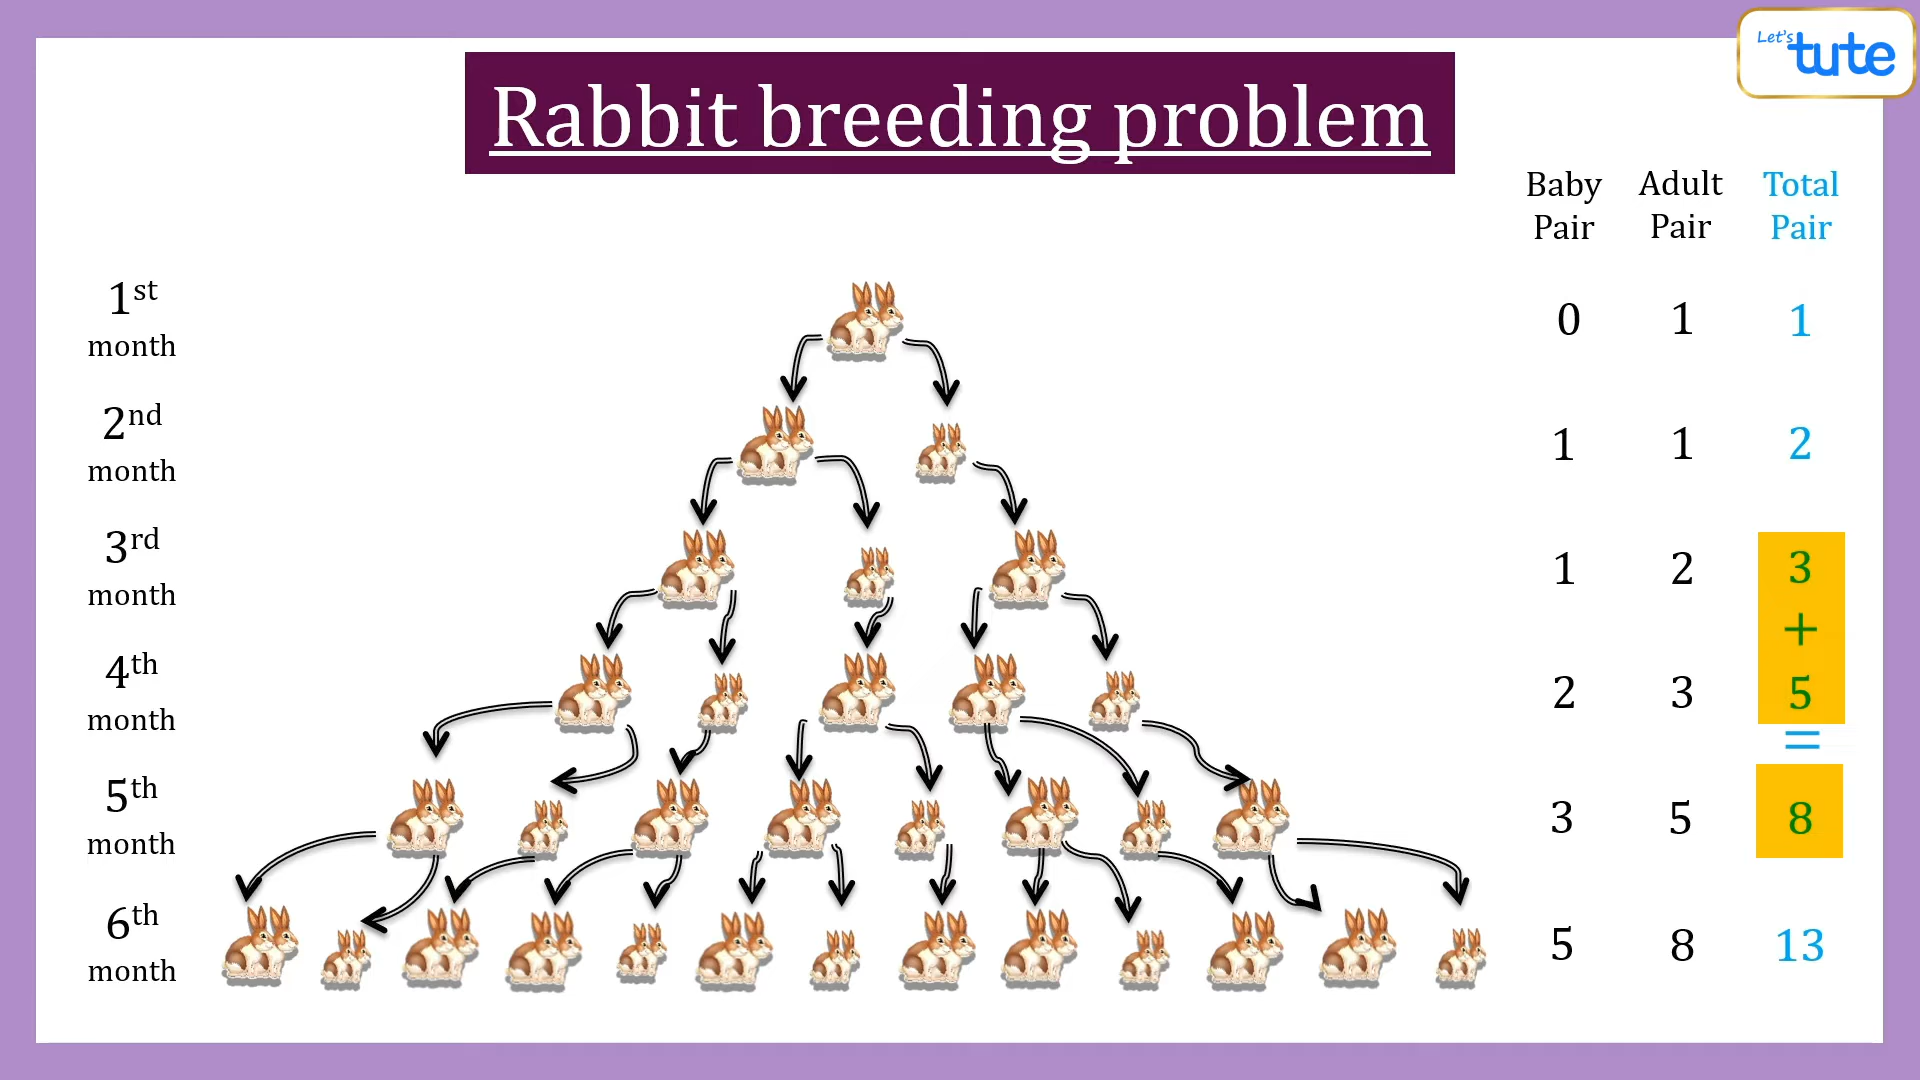 Let's tute
Rabbit breeding problem
Baby Pair Adult Pair Total Pair
1st month 0 1 1
2nd month 1 1 2
3rd month 1 2 3
+
4th month 2 3 5
=
5th month 3 5 8
6th month 5 8 13